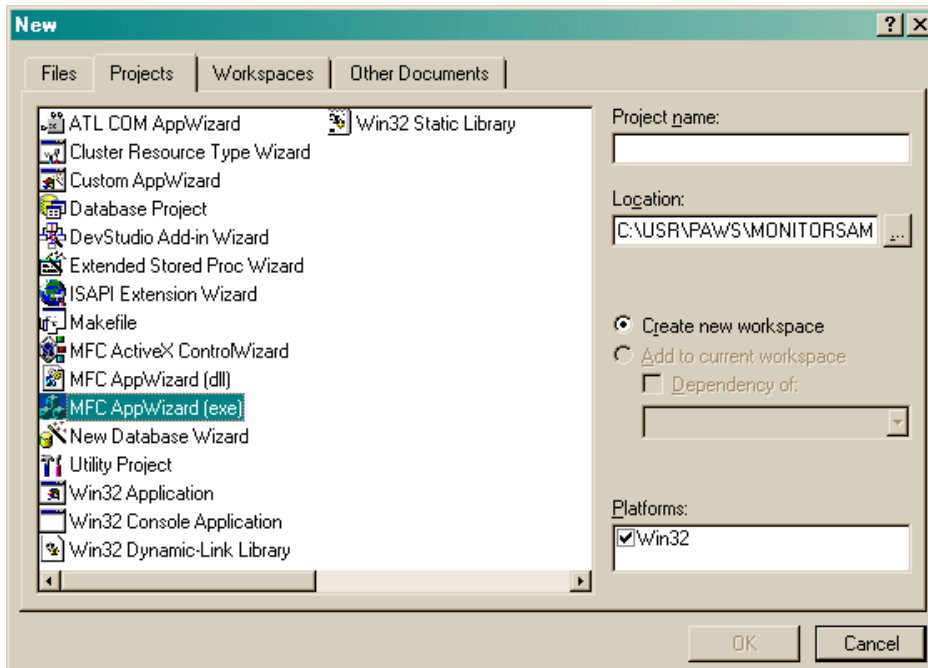 New
Files Projects Workspaces Other Documents
ATL COM AppWizard
Cluster Resource Type Wizard
Custom AppWizard
Database Project
DevStudio Add-in Wizard
Extended Stored Proc Wizard
ISAPI Extension Wizard
Makefile
MFC ActiveX ControlWizard
MFC AppWizard (dll)
MFC AppWizard (exe)
New Database Wizard
Utility Project
Win32 Application
Win32 Console Application
Win32 Dynamic-Link Library
Win32 Static Library
Project name:
Location:
C:\USR\PAWS\MONITORSAM ...
Create new workspace
Add to current workspace
Dependency of:
Platforms:
Win32
OK Cancel